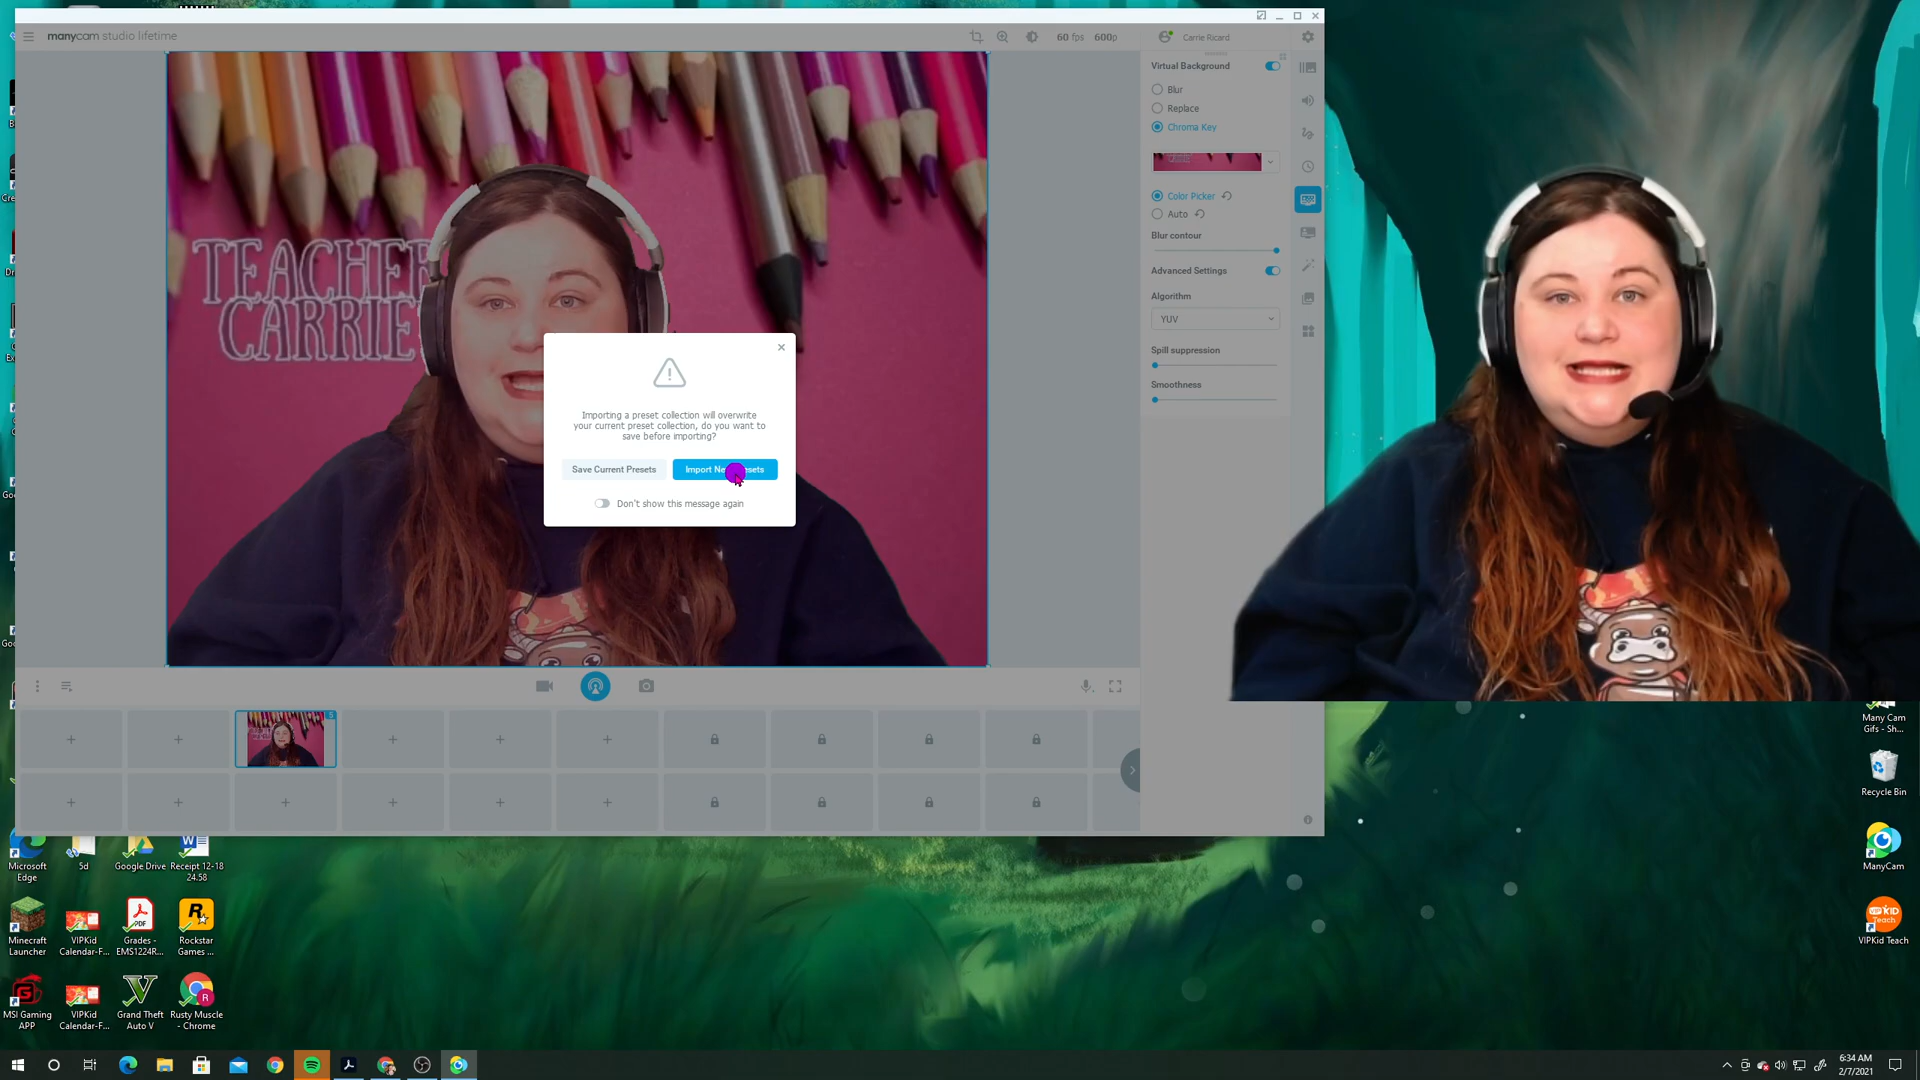 manycam studio lifetime
60 fps 600p
Carrie Ricard
Virtual Background
Blur
Replace
Chroma Key
Color Picker
Auto
Blur contour
Advanced Settings
Algorithm
YUV
Spill suppression
Smoothness
TEACHER
CARRIE
Importing a preset collection will overwrite
your current preset collection, do you want to
save before importing?
Save Current Presets
Import
Don't show this message again
5
Many Cam
Gifs - Sh...
Recycle Bin
ManyCam
VIPKID
Teach
VIPKid Teach
Microsoft
Edge
5d
Google Drive
Receipt 12-18
24.58
Minecraft
Launcher
VIPKid
Calendar-F...
Grades -
EMS1224R...
PDF
Rockstar
Games ...
MSI Gaming
APP
VIPKid
Calendar-F...
Grand Theft
Auto V
Rusty Muscle
- Chrome
6:34 AM
2/7/2021